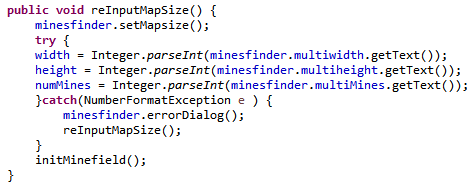 public void reInputMapSize() {
minesfinder.setMapsize();
try {
width = Integer.parseInt(minesfinder.multiwidth.getText());
height = Integer.parseInt(minesfinder.multiheight.getText());
numMines = Integer.parseInt(minesfinder.multiMines.getText());
}catch(NumberFormatException e ) {
minesfinder.errorDialog();
reInputMapSize();
}
initMinefield();
}